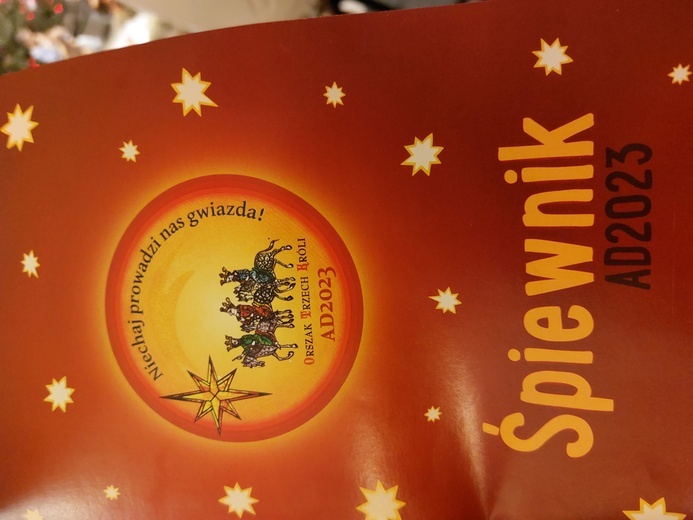 Niechaj prowadzi nas gwiazda!
ORSZAK TRZECH KRÓLI
AD2023
Śpiewnik
AD2023